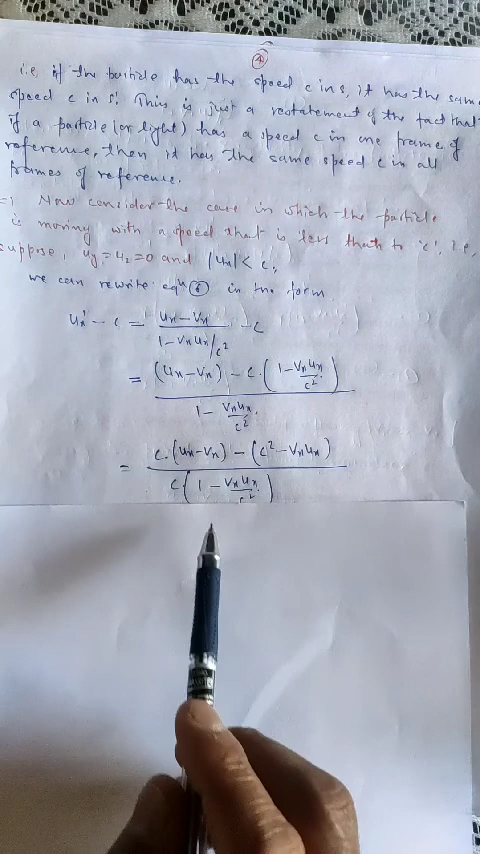 ④
i.e, if the particle has the speed c in s, it has the same
speed c in s'. This is just a restatement of the fact that
if a particle (or light) has a speed c in one frame of
reference, then it has the same speed c in all
frames of reference.
⇒) Now consider the case in which the particle
is moving with a speed that is less that to 'c', i.e,
suppose, uy = uz = 0 and |ux| < c,
we can rewrite eqn ⑥ in the form
ux' - c = ux - vx / 1 - vx ux/c² - c
= (ux - vx) - c.(1 - vx ux/c²) / 1 - vx ux/c²
= c.(ux - vx) - (c² - vx ux) / c(1 - vx ux/c²)